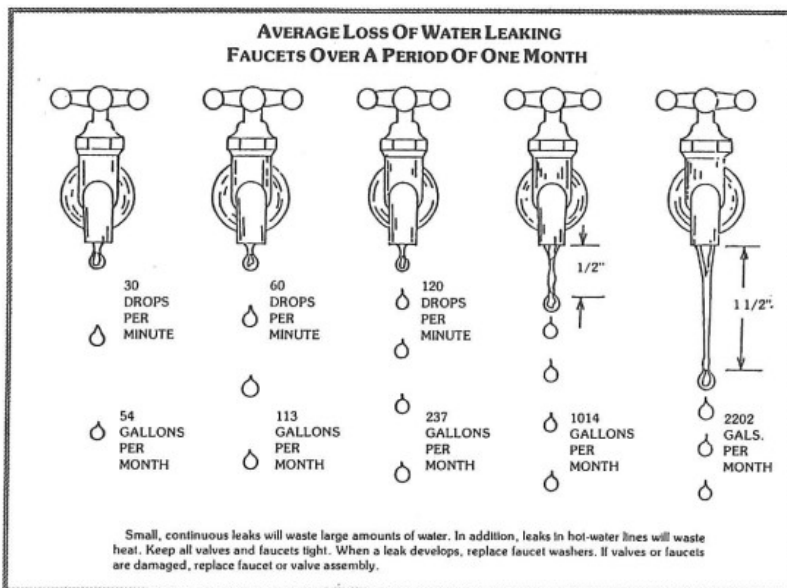 AVERAGE LOSS OF WATER LEAKING
FAUCETS OVER A PERIOD OF ONE MONTH
30
DROPS
PER
MINUTE
54
GALLONS
PER
MONTH
60
DROPS
PER
MINUTE
113
GALLONS
PER
MONTH
120
DROPS
PER
MINUTE
237
GALLONS
PER
MONTH
1/2"
1014
GALLONS
PER
MONTH
1 1/2"
2202
GALS.
PER
MONTH
Small, continuous leaks will waste large amounts of water. In addition, leaks in hot-water lines will waste
heat. Keep all valves and faucets tight. When a leak develops, replace faucet washers. If valves or faucets
are damaged, replace faucet or valve assembly.